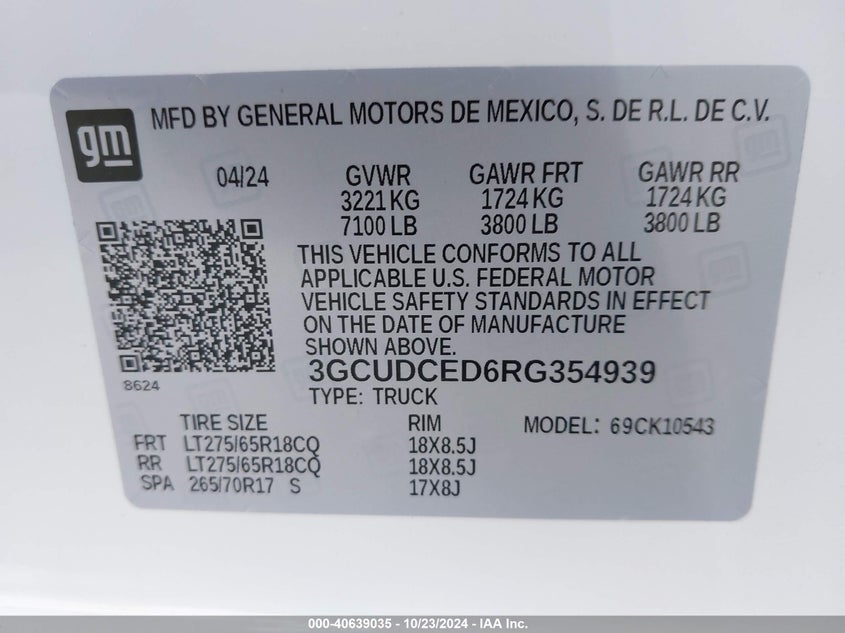 gm
MFD BY GENERAL MOTORS DE MEXICO, S. DE R.L. DE C.V.
04/24 GVWR GAWR FRT GAWR RR
3221 KG 1724 KG 1724 KG
7100 LB 3800 LB 3800 LB
THIS VEHICLE CONFORMS TO ALL
APPLICABLE U.S. FEDERAL MOTOR
VEHICLE SAFETY STANDARDS IN EFFECT
ON THE DATE OF MANUFACTURE
SHOWN ABOVE.
8624
3GCUDCED6RG354939
TYPE: TRUCK
TIRE SIZE RIM MODEL: 69CK10543
FRT LT275/65R18CQ 18X8.5J
RR LT275/65R18CQ 18X8.5J
SPA 265/70R17 S 17X8J
000-40639035 - 10/23/2024 - IAA Inc.